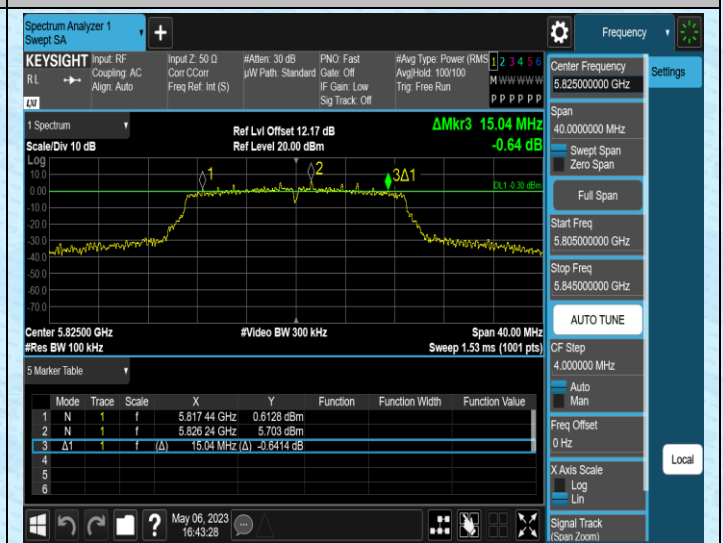 Spectrum Analyzer 1
Swept SA
+
Frequency
KEYSIGHT
RL
LXI
Input: RF
Coupling: AC
Align: Auto
Input Z: 50 Ω
Corr CCorr
Freq Ref: Int (S)
#Atten: 30 dB
µW Path: Standard
PNO: Fast
Gate: Off
IF Gain: Low
Sig Track: Off
#Avg Type: Power (RMS
Avg|Hold: 100/100
Trig: Free Run
1 2 3 4 5 6
M W W W W W
P P P P P P
1 Spectrum
Scale/Div 10 dB
Ref Lvl Offset 12.17 dB
Ref Level 20.00 dBm
ΔMkr3 15.04 MHz
-0.64 dB
Log
10.0
0.00
-10.0
-20.0
-30.0
-40.0
-50.0
-60.0
-70.0
1
2
3Δ1
DL1 -0.30 dBm
Center 5.82500 GHz
#Res BW 100 kHz
#Video BW 300 kHz
Span 40.00 MHz
Sweep 1.53 ms (1001 pts)
5 Marker Table
Mode Trace Scale X Y Function Function Width Function Value
1 N 1 f 5.817 44 GHz 0.6128 dBm
2 N 1 f 5.826 24 GHz 5.703 dBm
3 Δ1 1 f (Δ) 15.04 MHz (Δ) -0.6414 dB
4
5
6
?
May 06, 2023
16:43:28
Center Frequency
5.825000000 GHz
Settings
Span
40.0000000 MHz
Swept Span
Zero Span
Full Span
Start Freq
5.805000000 GHz
Stop Freq
5.845000000 GHz
AUTO TUNE
CF Step
4.000000 MHz
Auto
Man
Freq Offset
0 Hz
X Axis Scale
Log
Lin
Local
Signal Track
(Span Zoom)